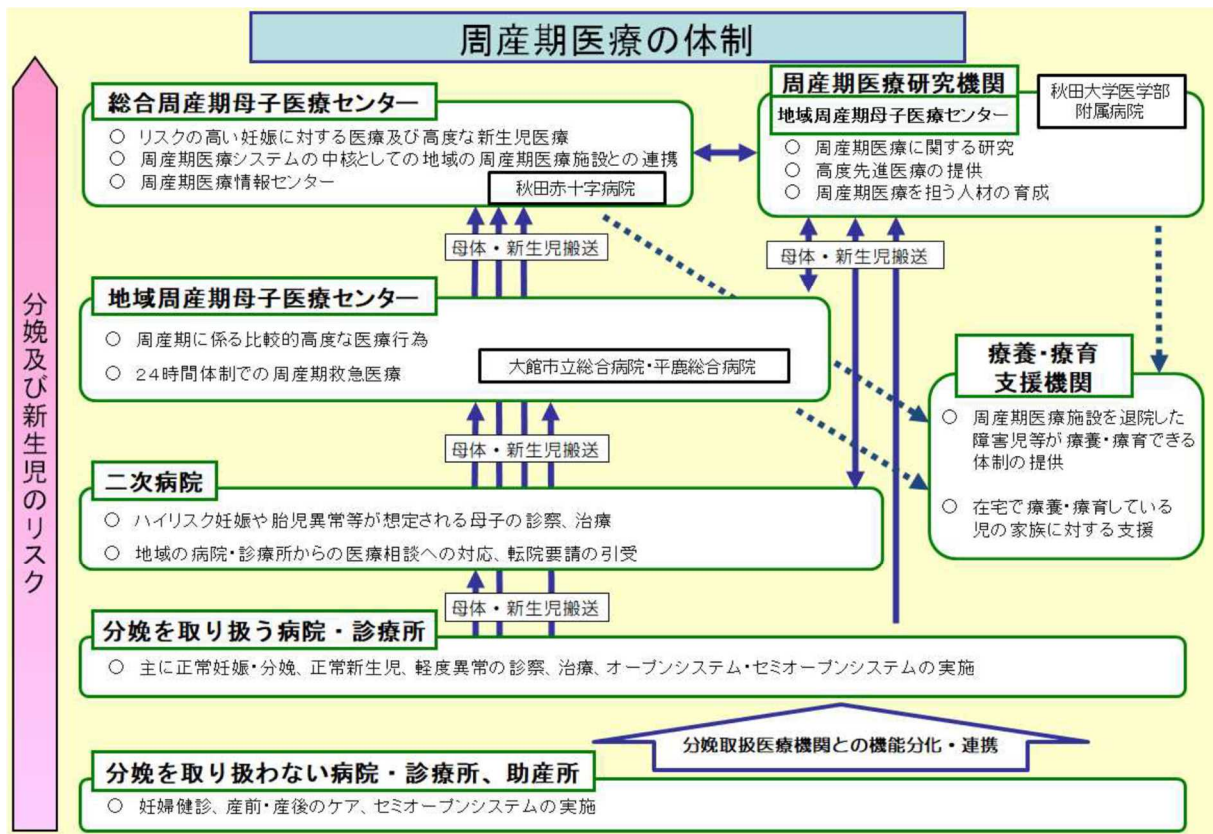 周産期医療の体制
分娩及び新生児のリスク
総合周産期母子医療センター
○ リスクの高い妊娠に対する医療及び高度な新生児医療
○ 周産期医療システムの中核としての地域の周産期医療施設との連携
○ 周産期医療情報センター
秋田赤十字病院
周産期医療研究機関
地域周産期母子医療センター
秋田大学医学部
附属病院
○ 周産期医療に関する研究
○ 高度先進医療の提供
○ 周産期医療を担う人材の育成
母体・新生児搬送
母体・新生児搬送
地域周産期母子医療センター
○ 周産期に係る比較的高度な医療行為
○ 24時間体制での周産期救急医療
大館市立総合病院・平鹿総合病院
療養・療育
支援機関
○ 周産期医療施設を退院した
障害児等が療養・療育できる
体制の提供
○ 在宅で療養・療育している
児の家族に対する支援
母体・新生児搬送
二次病院
○ ハイリスク妊娠や胎児異常等が想定される母子の診察、治療
○ 地域の病院・診療所からの医療相談への対応、転院要請の引受
母体・新生児搬送
分娩を取り扱う病院・診療所
○ 主に正常妊娠・分娩、正常新生児、軽度異常の診察、治療、オープンシステム・セミオープンシステムの実施
分娩取扱医療機関との機能分化・連携
分娩を取り扱わない病院・診療所、助産所
○ 妊婦健診、産前・産後のケア、セミオープンシステムの実施